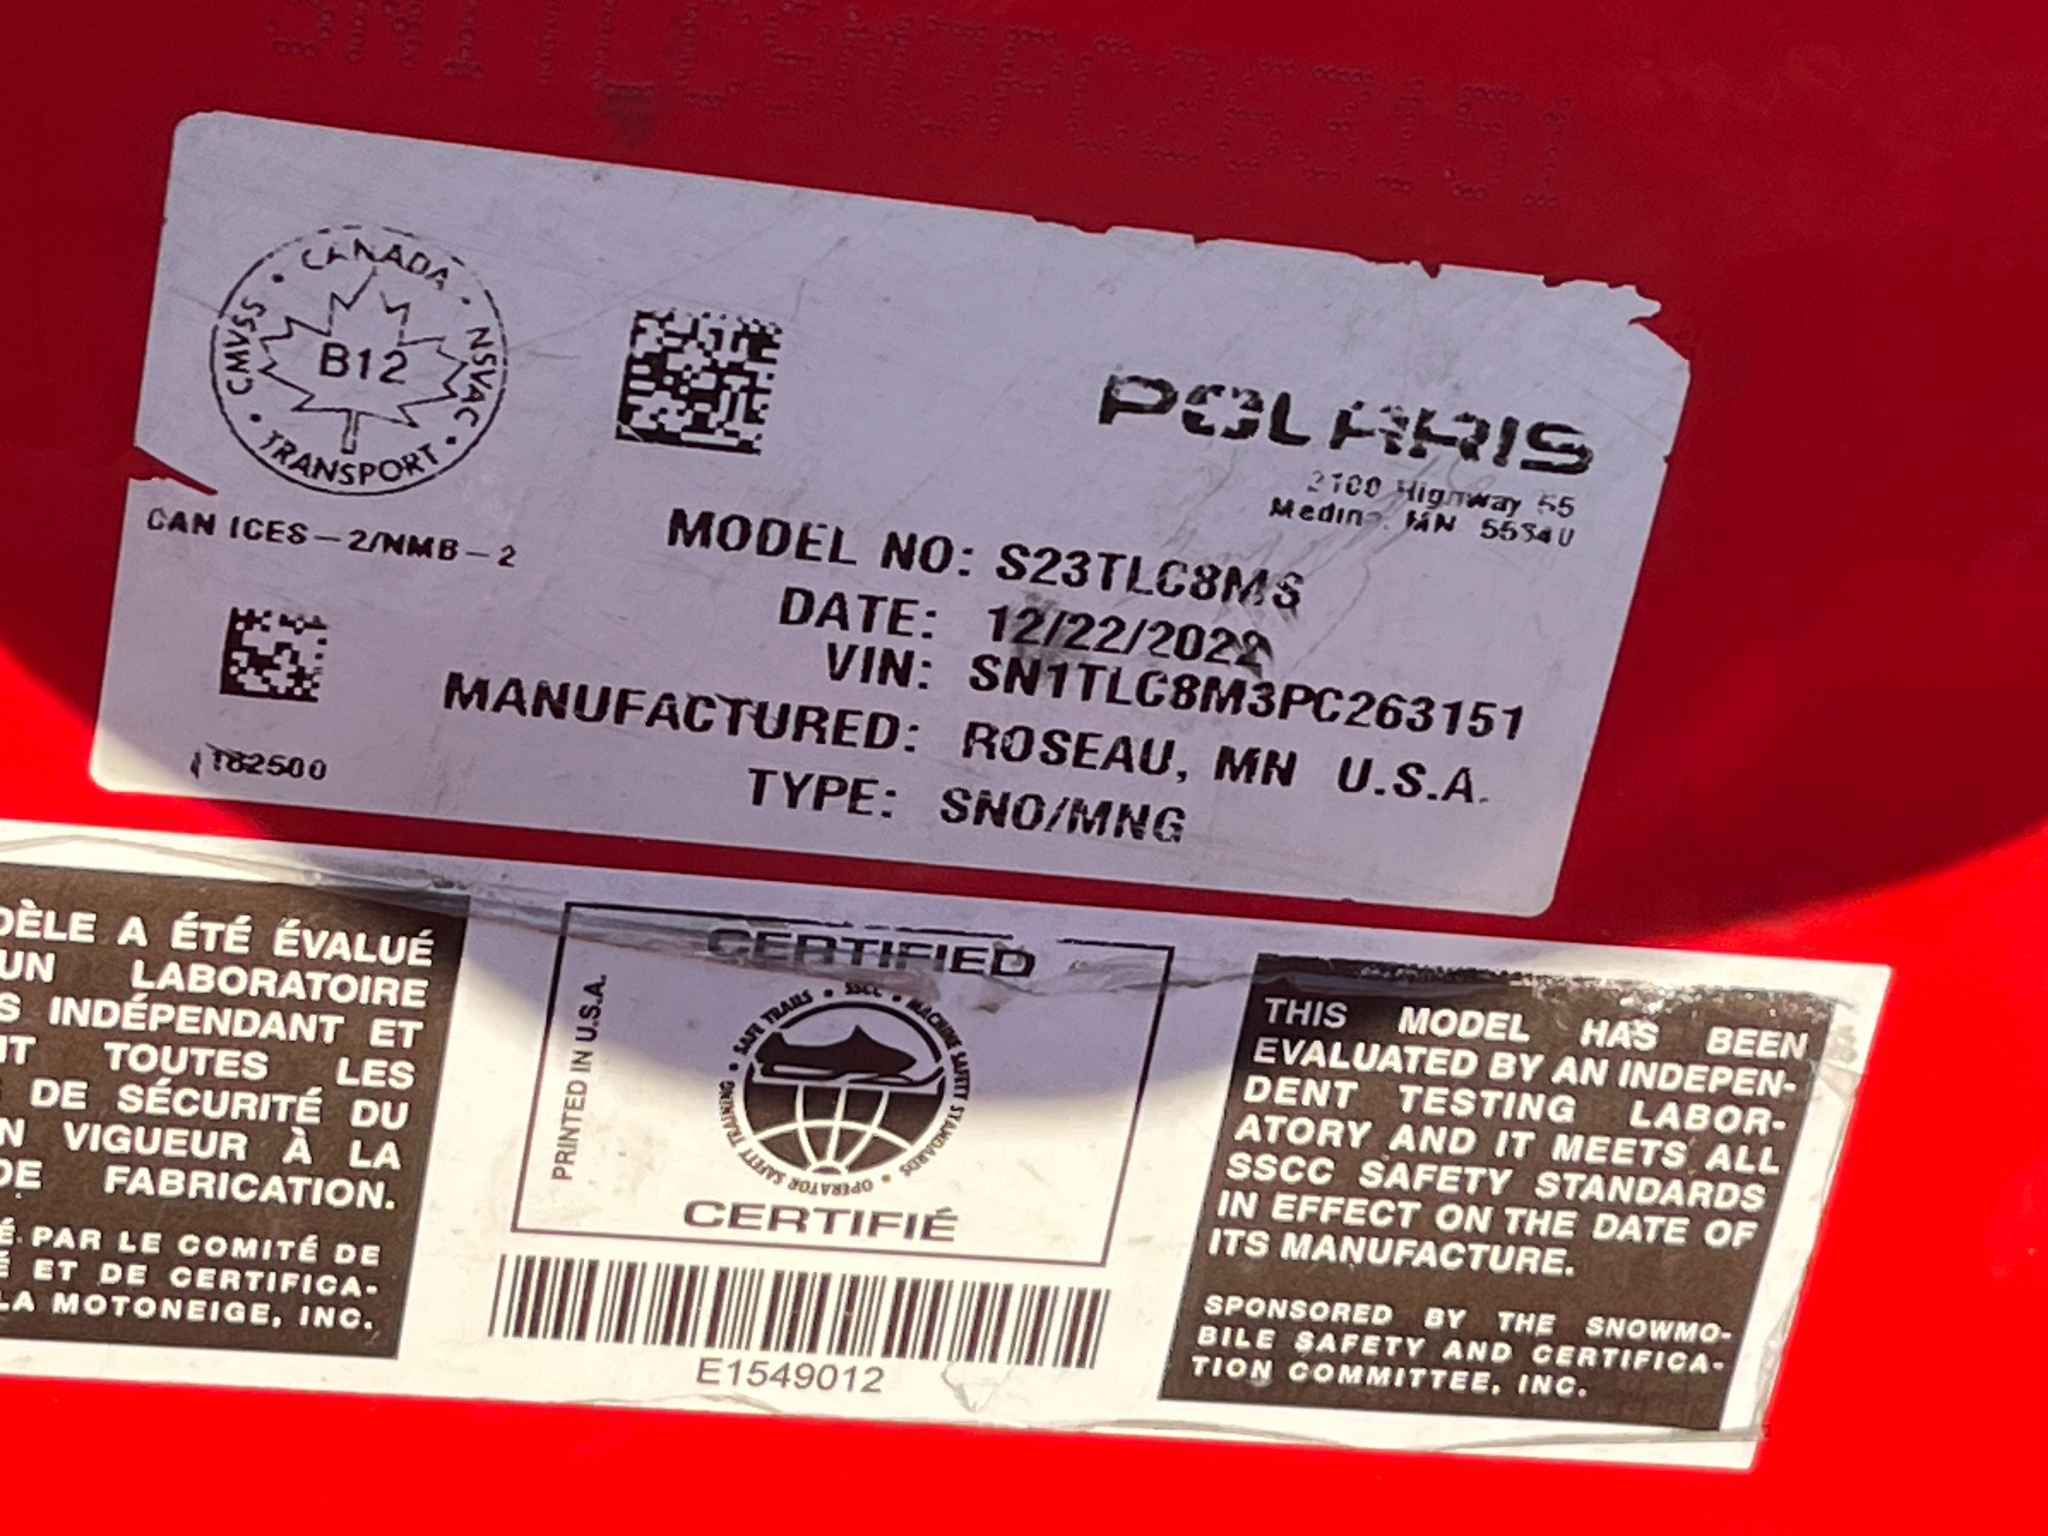 SN1TLC8M3PC263151
CANADA · NSVAC · TRANSPORT · CMVSS ·
B12
POLARIS
2100 Highway 55
Medina, MN 55340
CAN ICES-2/NMB-2
MODEL NO: S23TLC8MS
DATE: 12/22/2022
VIN: SN1TLC8M3PC263151
MANUFACTURED: ROSEAU, MN U.S.A.
TYPE: SNO/MNG
T82500
DÈLE A ÉTÉ ÉVALUÉ
UN LABORATOIRE
S INDÉPENDANT ET
IT TOUTES LES
DE SÉCURITÉ DU
N VIGUEUR À LA
DE FABRICATION.
É PAR LE COMITÉ DE
É ET DE CERTIFICA-
LA MOTONEIGE, INC.
CERTIFIED
PRINTED IN U.S.A.
SAFE TRAILS • SSCC • MACHINE SAFETY STANDARDS • OPERATOR SAFETY TRAINING •
CERTIFIÉ
E1549012
THIS MODEL HAS BEEN
EVALUATED BY AN INDEPEN-
DENT TESTING LABOR-
ATORY AND IT MEETS ALL
SSCC SAFETY STANDARDS
IN EFFECT ON THE DATE OF
ITS MANUFACTURE.
SPONSORED BY THE SNOWMO-
BILE SAFETY AND CERTIFICA-
TION COMMITTEE, INC.